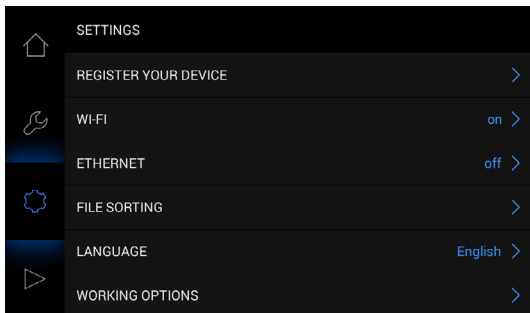 SETTINGS
REGISTER YOUR DEVICE
WI-FI on
ETHERNET off
FILE SORTING
LANGUAGE English
WORKING OPTIONS